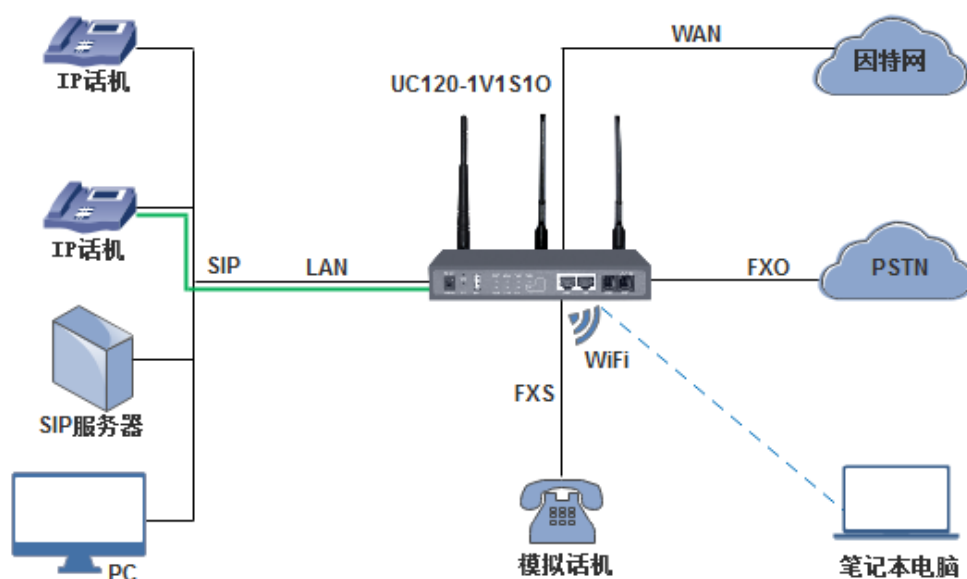 IP话机
UC120-1V1S1O
WAN
因特网
IP话机
SIP
LAN
FXO
PSTN
WiFi
FXS
SIP服务器
PC
模拟话机
笔记本电脑